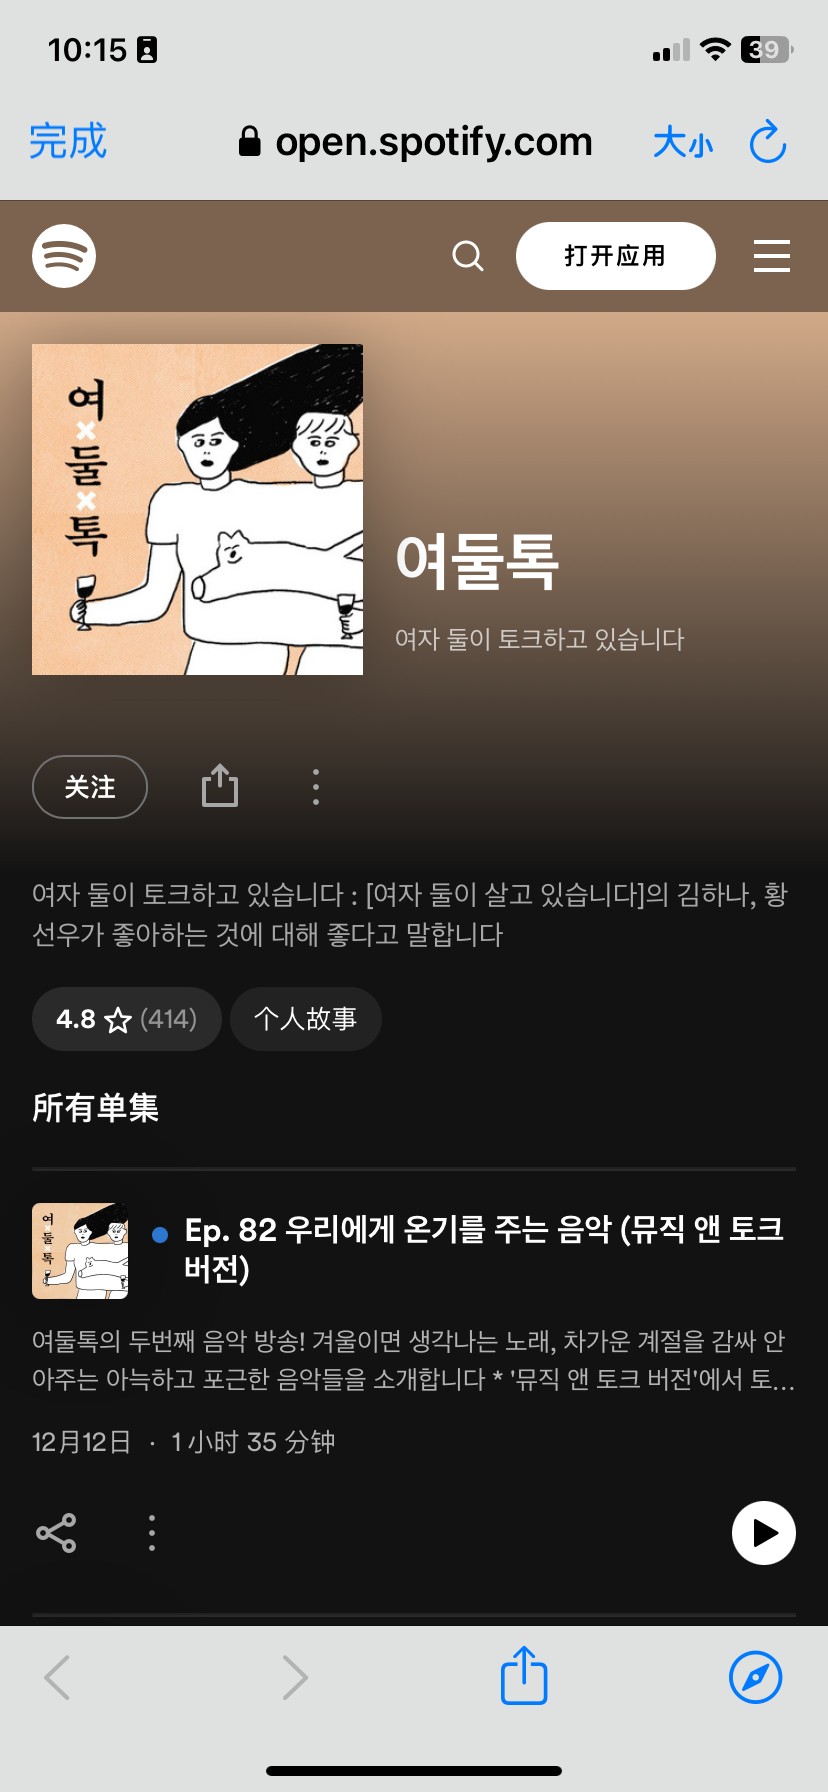 10:15
39
完成
open.spotify.com
大小
打开应用
여
둘
톡
여둘톡
여자 둘이 토크하고 있습니다
关注
여자 둘이 토크하고 있습니다 : [여자 둘이 살고 있습니다]의 김하나, 황
선우가 좋아하는 것에 대해 좋다고 말합니다
4.8 (414)
个人故事
所有单集
여
둘
톡
Ep. 82 우리에게 온기를 주는 음악 (뮤직 앤 토크
버전)
여둘톡의 두번째 음악 방송! 겨울이면 생각나는 노래, 차가운 계절을 감싸 안
아주는 아늑하고 포근한 음악들을 소개합니다 * '뮤직 앤 토크 버전'에서 토...
12月12日 · 1 小时 35 分钟